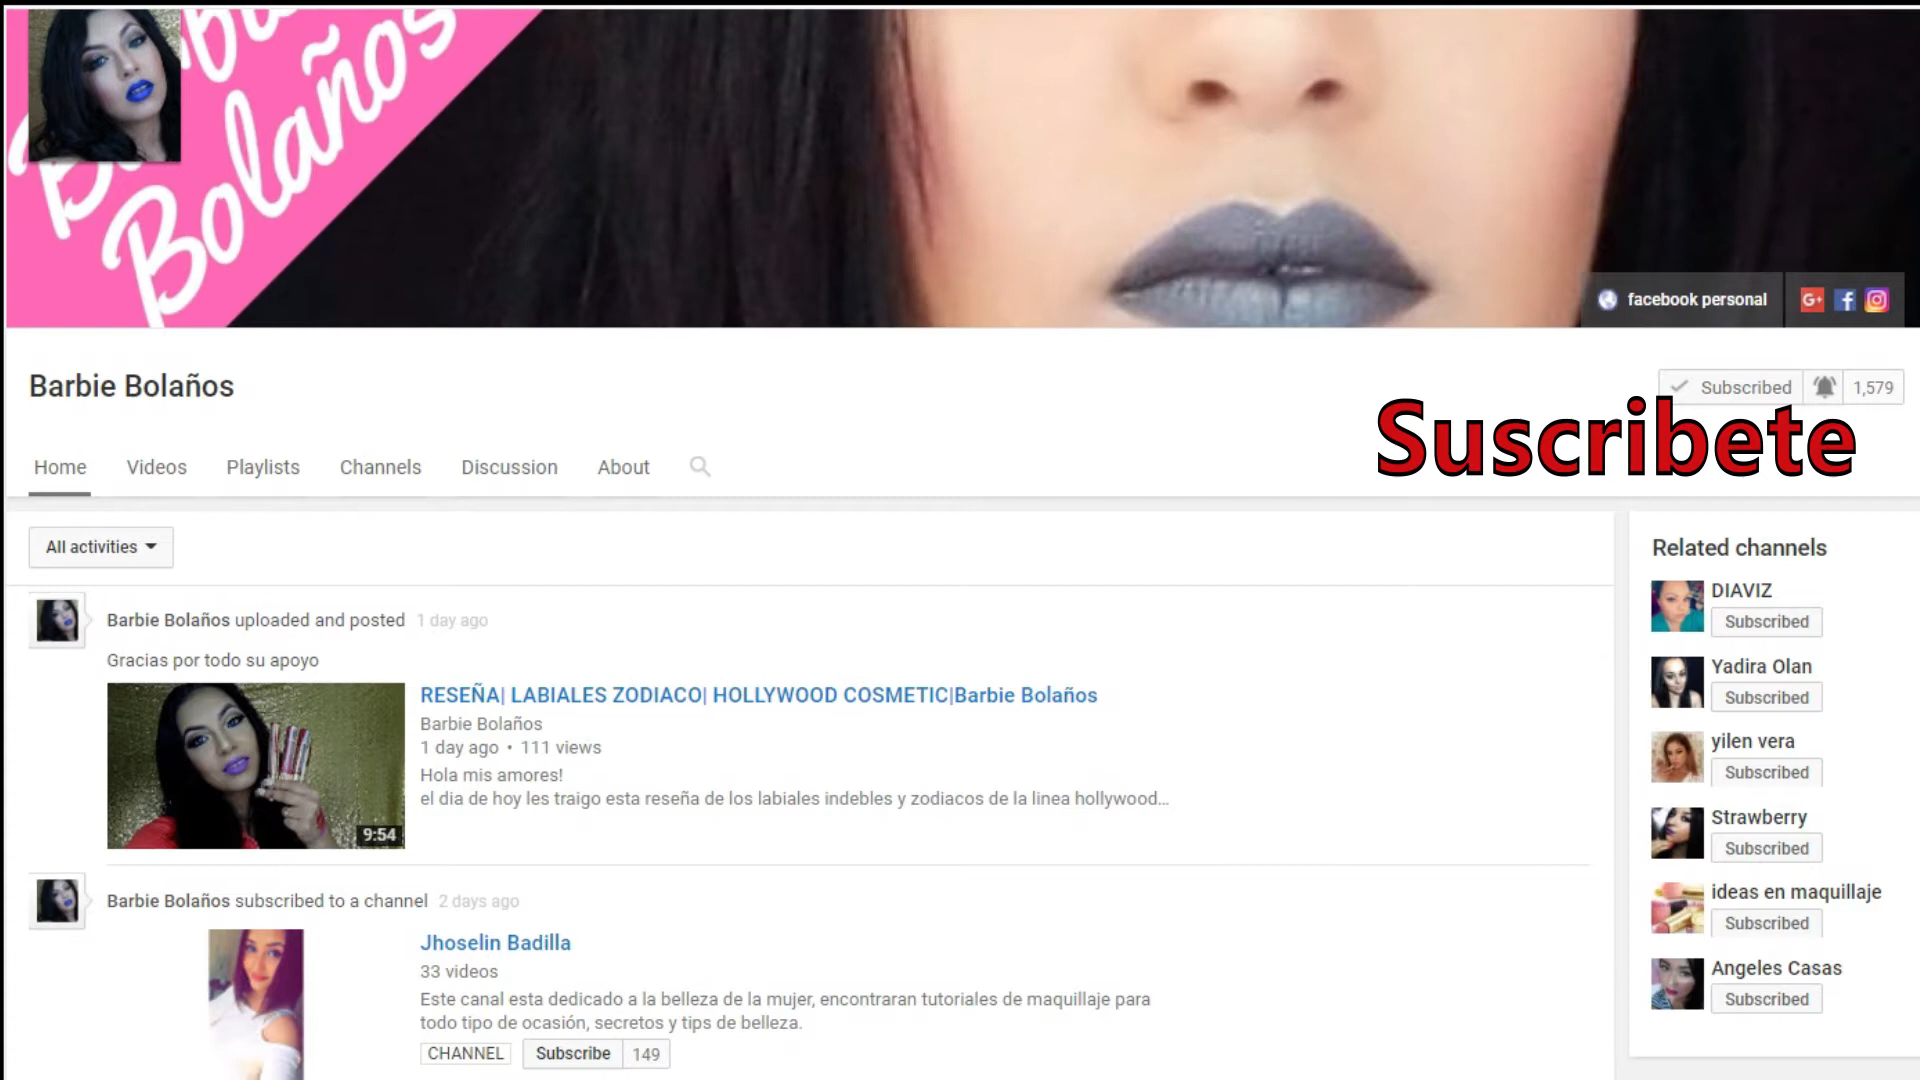 Bolaños
facebook personal
G+
Barbie Bolaños
Subscribed
1,579
Suscribete
Home
Videos
Playlists
Channels
Discussion
About
All activities
Barbie Bolaños uploaded and posted 1 day ago
Gracias por todo su apoyo
9:54
RESEÑA| LABIALES ZODIACO| HOLLYWOOD COSMETIC|Barbie Bolaños
Barbie Bolaños
1 day ago • 111 views
Hola mis amores!
el dia de hoy les traigo esta reseña de los labiales indebles y zodiacos de la linea hollywood...
Barbie Bolaños subscribed to a channel 2 days ago
Jhoselin Badilla
33 videos
Este canal esta dedicado a la belleza de la mujer, encontraran tutoriales de maquillaje para
todo tipo de ocasión, secretos y tips de belleza.
CHANNEL
Subscribe 149
Related channels
DIAVIZ
Subscribed
Yadira Olan
Subscribed
yilen vera
Subscribed
Strawberry
Subscribed
ideas en maquillaje
Subscribed
Angeles Casas
Subscribed